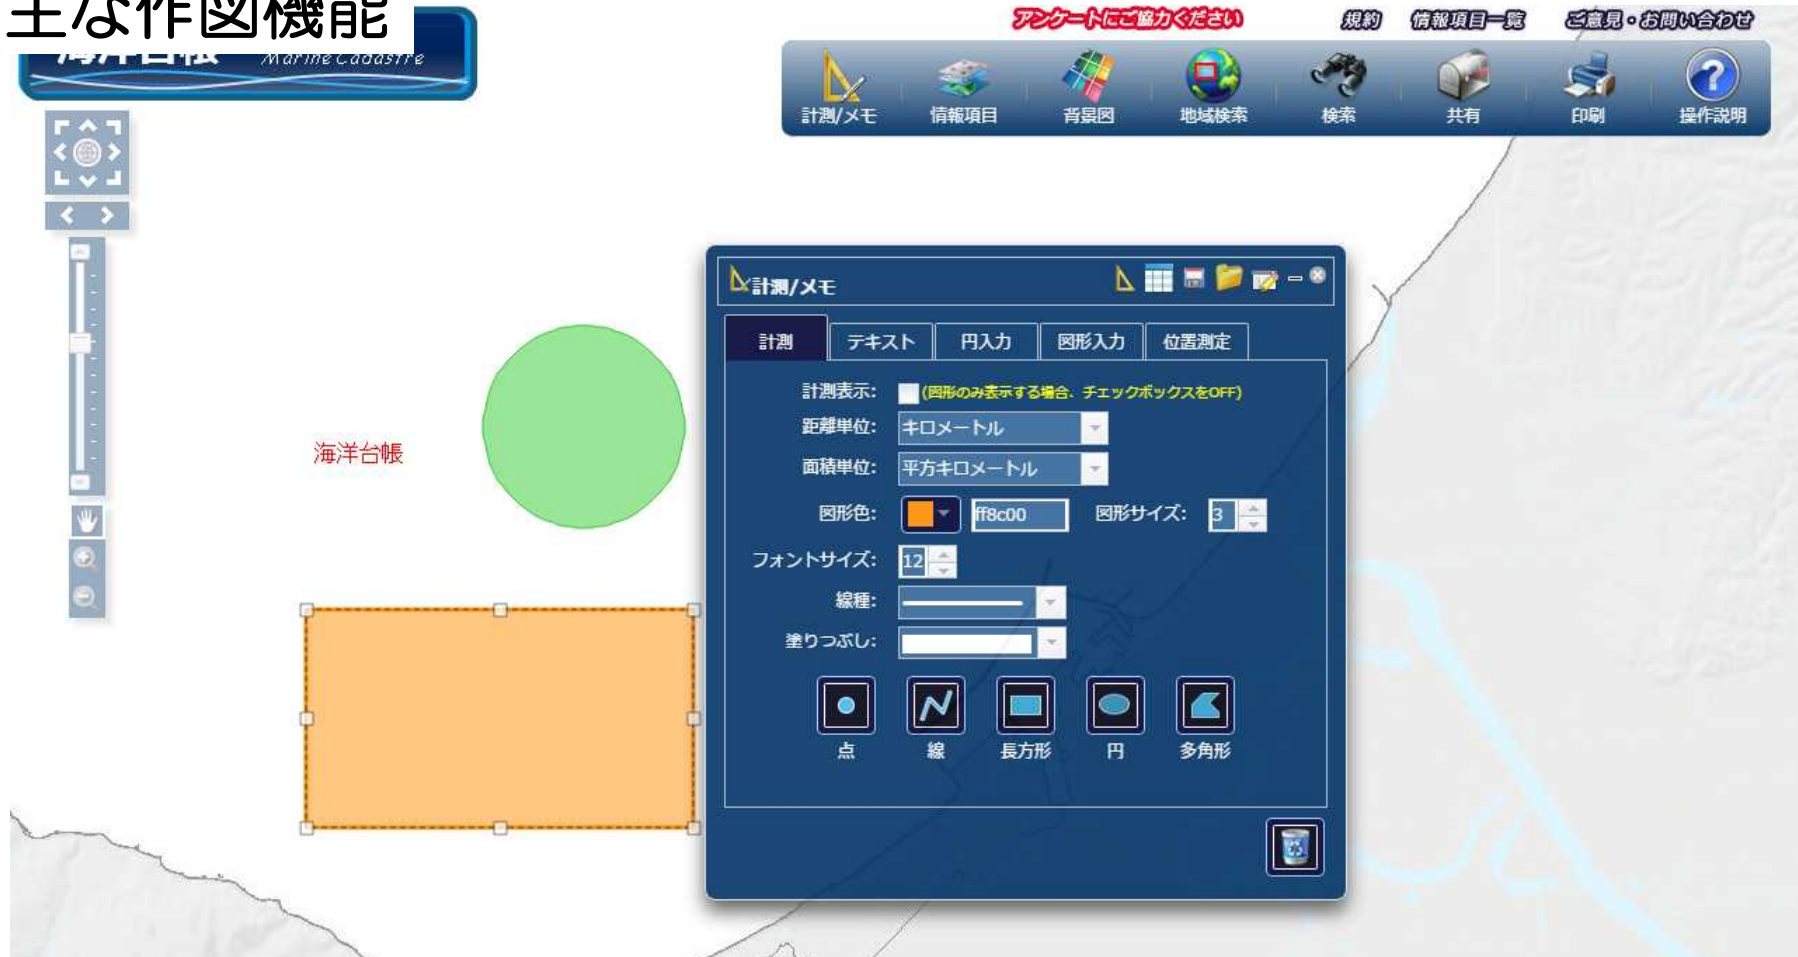 主な作図機能
海洋台帳
Marine Cadastre
アンケートにご協力ください
規約
情報項目一覧
ご意見・お問い合わせ
計測/メモ
情報項目
背景図
地域検索
検索
共有
印刷
操作説明
海洋台帳
計測/メモ
計測
テキスト
円入力
図形入力
位置測定
計測表示: (図形のみ表示する場合、チェックボックスをOFF)
距離単位: キロメートル
面積単位: 平方キロメートル
図形色: ff8c00 図形サイズ: 3
フォントサイズ: 12
線種:
塗りつぶし:
点
線
長方形
円
多角形